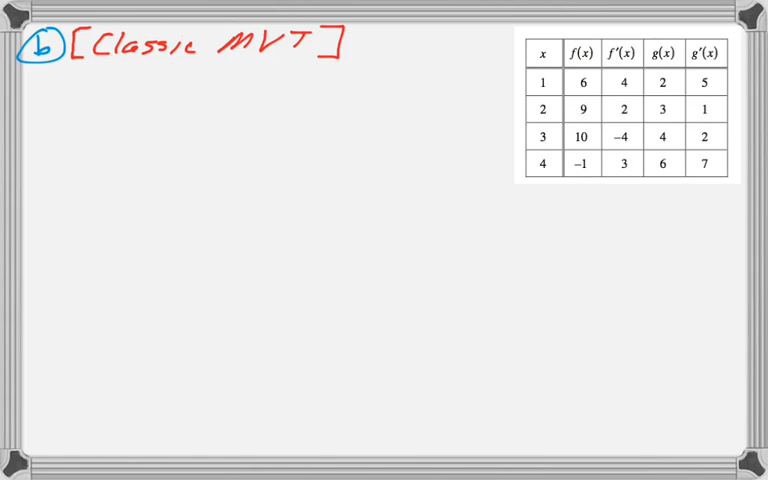 b [Classic MVT]
x f(x) f′(x) g(x) g′(x)
1 6 4 2 5
2 9 2 3 1
3 10 –4 4 2
4 –1 3 6 7